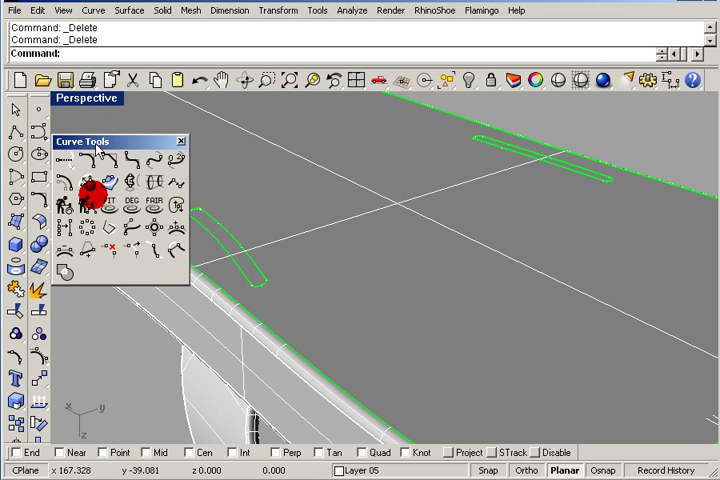 File Edit View Curve Surface Solid Mesh Dimension Transform Tools Analyze Render RhinoShoe Flamingo Help
Command: _Delete
Command: _Delete
Command:
Perspective
Curve Tools
FIT DEG FAIR
x y
z
End Near Point Mid Cen Int Perp Tan Quad Knot Project STrack Disable
CPlane x 167.328 y -39.081 z 0.000 0.000 Layer 05 Snap Ortho Planar Osnap Record History